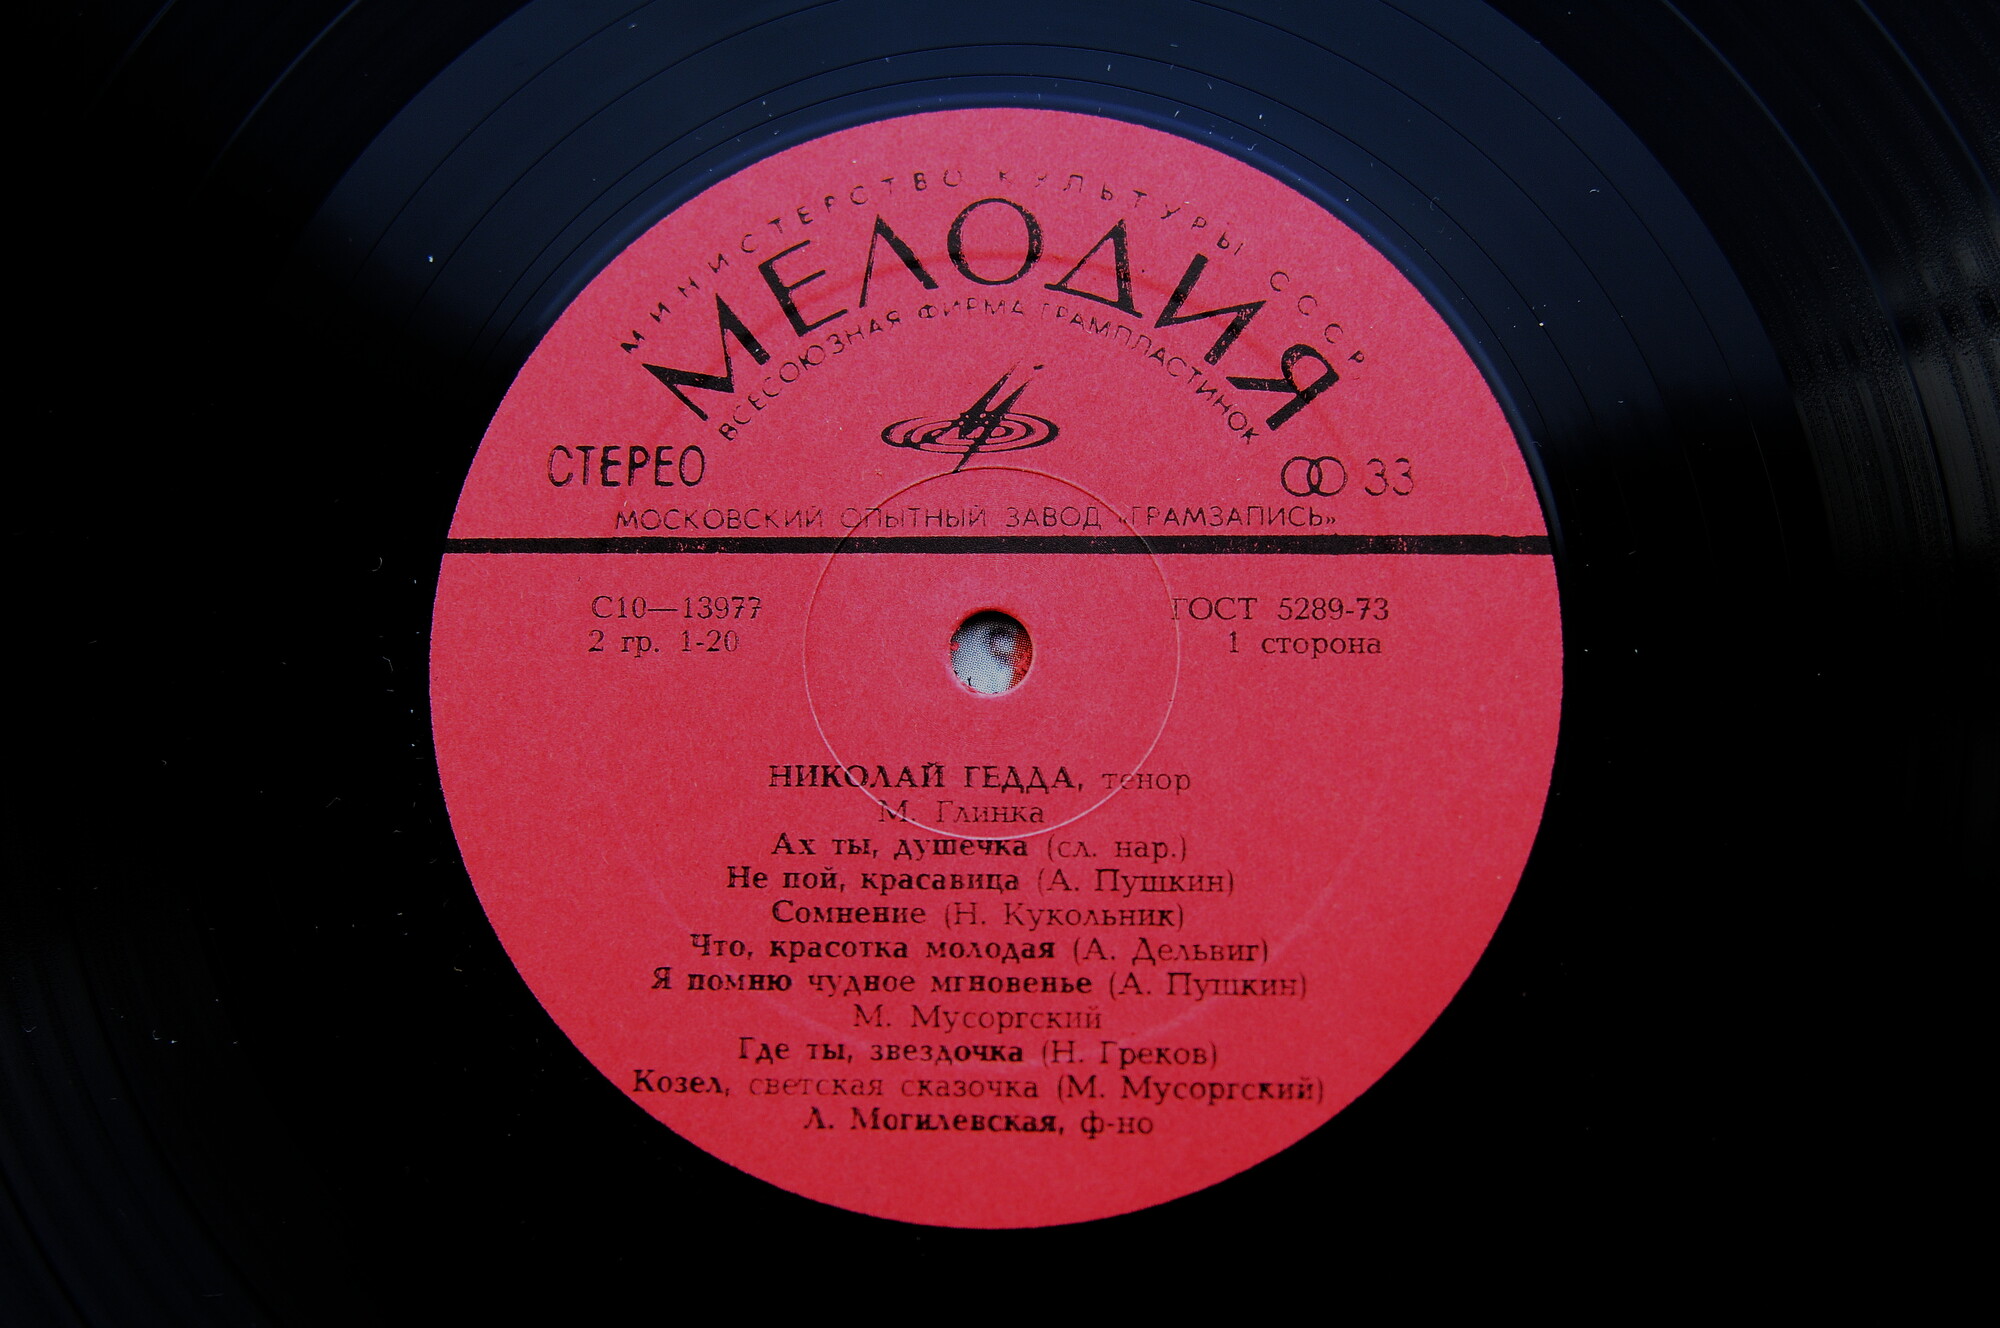 МИНИСТЕРСТВО КУЛЬТУРЫ СССР
МЕЛОДИЯ
ВСЕСОЮЗНАЯ ФИРМА ГРАМПЛАСТИНОК
СТЕРЕО
33
МОСКОВСКИЙ ОПЫТНЫЙ ЗАВОД «ГРАМЗАПИСЬ»
С10—13977
ГОСТ 5289-73
2 гр. 1-20
1 сторона
НИКОЛАЙ ГЕДДА, тенор
М. Глинка
Ах ты, душечка (сл. нар.)
Не пой, красавица (А. Пушкин)
Сомнение (Н. Кукольник)
Что, красотка молодая (А. Дельвиг)
Я помню чудное мгновенье (А. Пушкин)
М. Мусоргский
Где ты, звездочка (Н. Греков)
Козел, светская сказочка (М. Мусоргский)
Л. Могилевская, ф-но